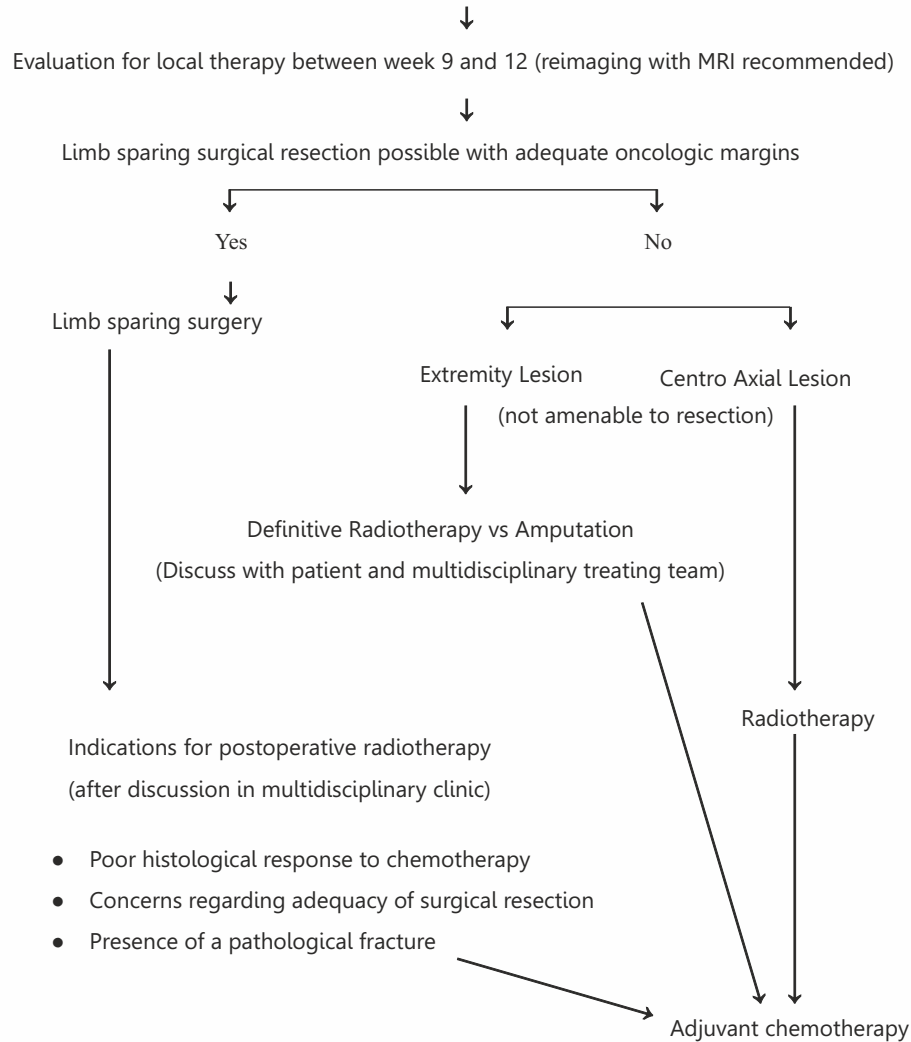 Evaluation for local therapy between week 9 and 12 (reimaging with MRI recommended)
Limb sparing surgical resection possible with adequate oncologic margins
Yes
No
Limb sparing surgery
Extremity Lesion
Centro Axial Lesion
(not amenable to resection)
Definitive Radiotherapy vs Amputation
(Discuss with patient and multidisciplinary treating team)
Radiotherapy
Indications for postoperative radiotherapy
(after discussion in multidisciplinary clinic)
● Poor histological response to chemotherapy
● Concerns regarding adequacy of surgical resection
● Presence of a pathological fracture
Adjuvant chemotherapy